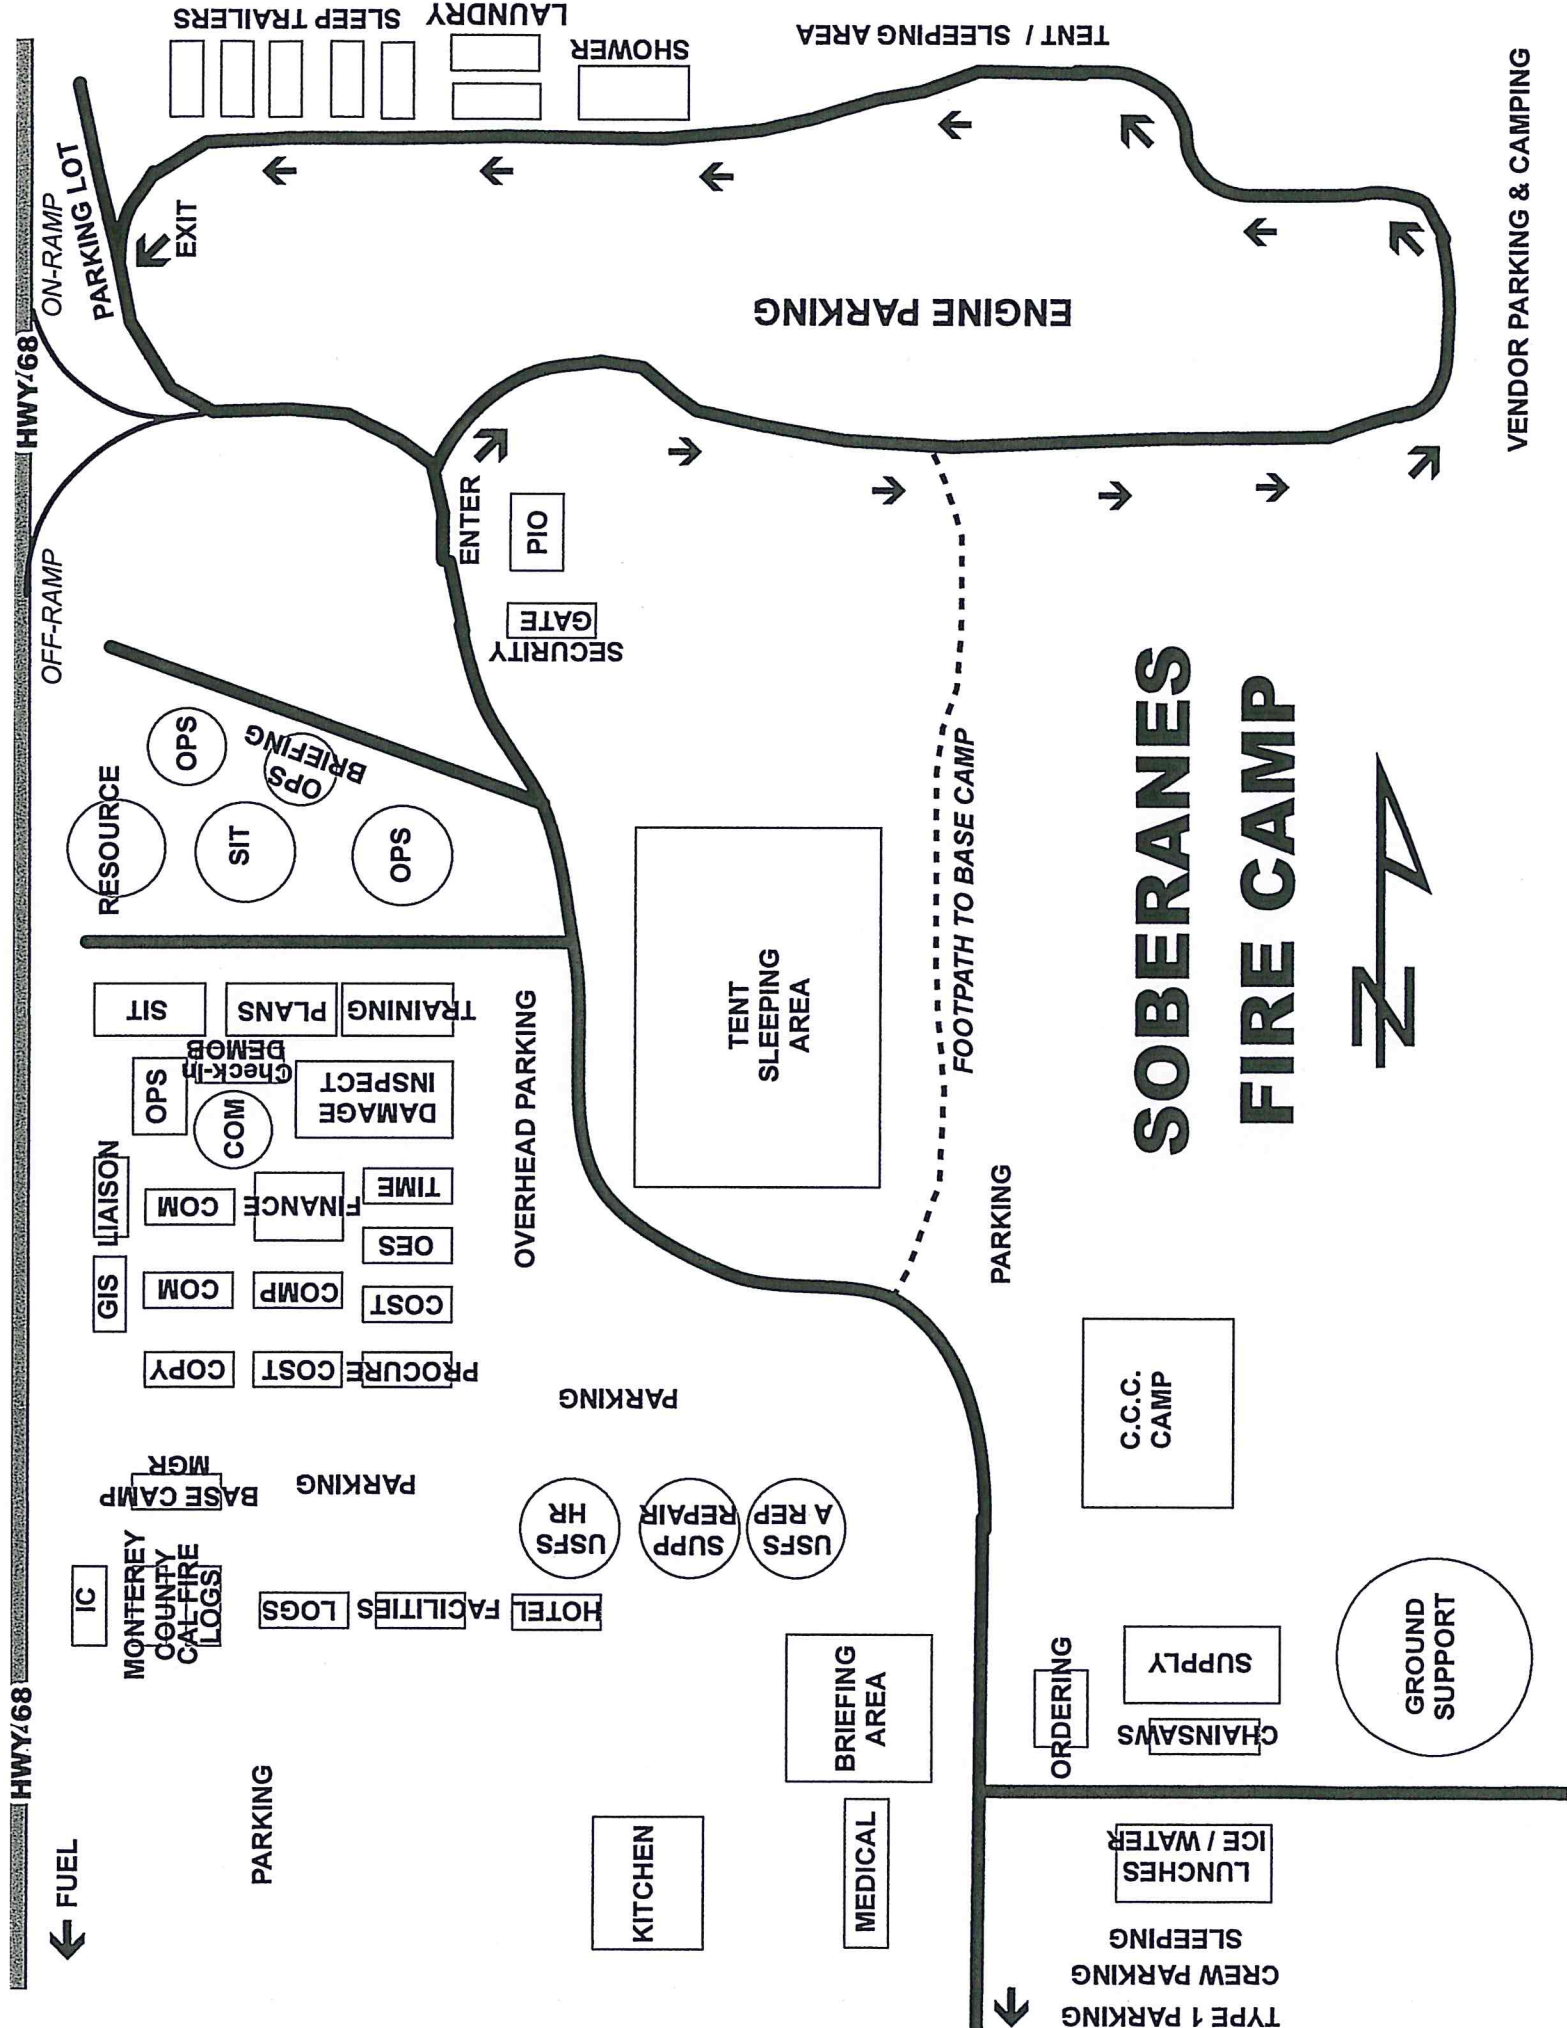 HWY 68
HWY 68
FUEL
OFF-RAMP
ON-RAMP
PARKING LOT
EXIT
ENTER
SLEEP TRAILERS
LAUNDRY
SHOWER
TENT / SLEEPING AREA
ENGINE PARKING
VENDOR PARKING & CAMPING
PIO
SECURITY
GATE
RESOURCE
OPS
OPS
BRIEFING
SIT
OPS
SIT
PLANS
TRAINING
Check-In
DEMOB
OPS
COM
DAMAGE
INSPECT
LIAISON
COM
FINANCE
TIME
OES
GIS
COM
COMP
COST
COPY
COST
PROCURE
OVERHEAD PARKING
TENT
SLEEPING
AREA
FOOTPATH TO BASE CAMP
SOBERANES
FIRE CAMP
N
PARKING
PARKING
PARKING
BASE CAMP
MGR
IC
MONTEREY
COUNTY
CAL FIRE
LOGS
LOGS
FACILITIES
HOTEL
USFS
HR
SUPP
REPAIR
USFS
A REP
C.C.C.
CAMP
BRIEFING
AREA
MEDICAL
KITCHEN
PARKING
ORDERING
SUPPLY
CHAINSAWS
GROUND
SUPPORT
LUNCHES
ICE / WATER
TYPE 1 PARKING
CREW PARKING
SLEEPING